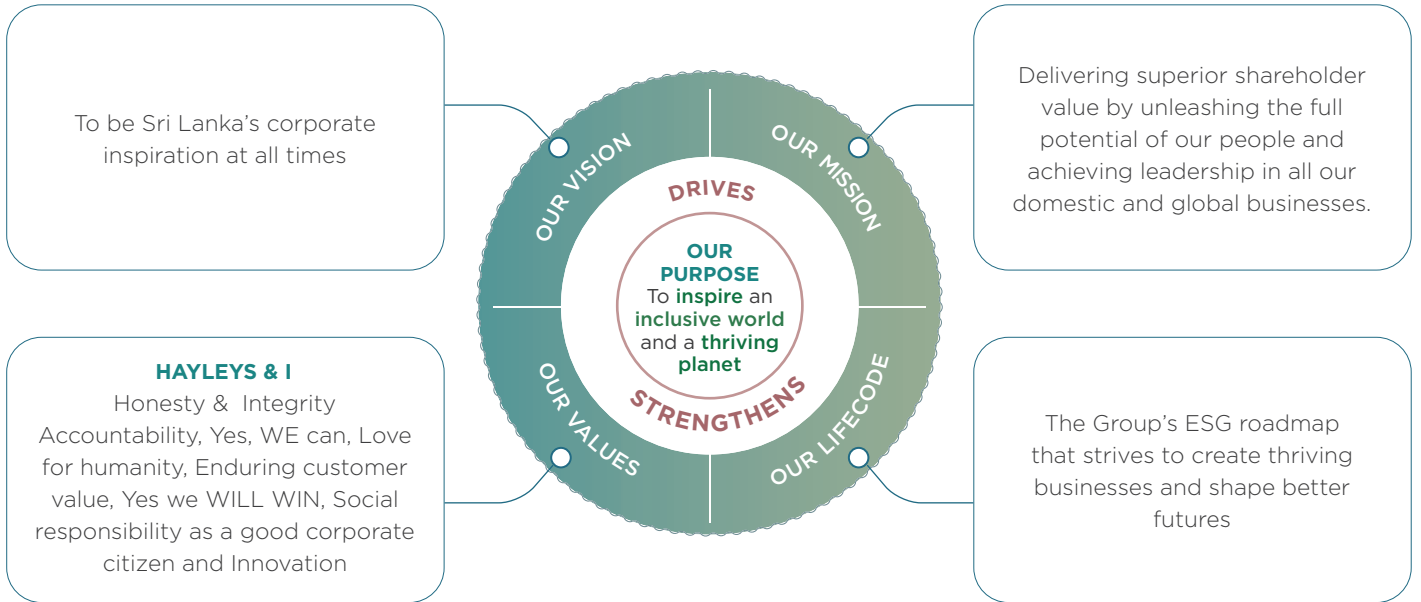 To be Sri Lanka's corporate
inspiration at all times
Delivering superior shareholder
value by unleashing the full
potential of our people and
achieving leadership in all our
domestic and global businesses.
OUR VISION
OUR MISSION
DRIVES
OUR
PURPOSE
To inspire an
inclusive world
and a thriving
planet
STRENGTHENS
OUR VALUES
OUR LIFECODE
HAYLEYS & I
Honesty & Integrity
Accountability, Yes, WE can, Love
for humanity, Enduring customer
value, Yes we WILL WIN, Social
responsibility as a good corporate
citizen and Innovation
The Group's ESG roadmap
that strives to create thriving
businesses and shape better
futures